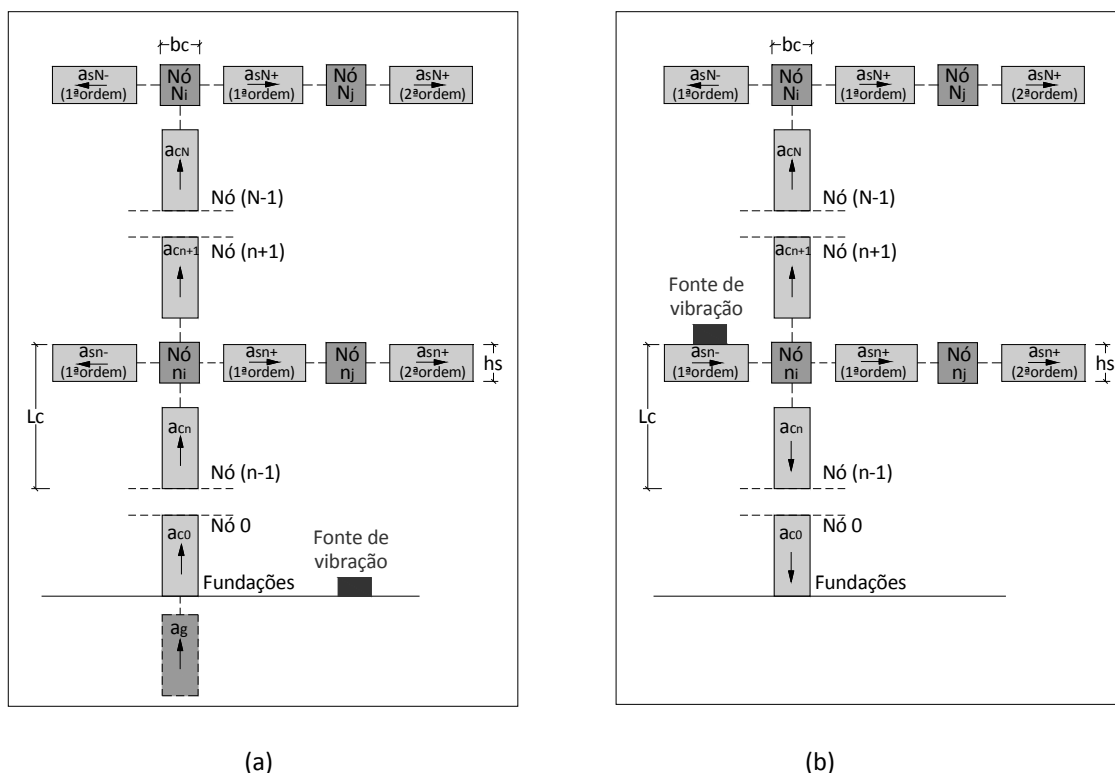 bc
asN- (1ªordem) Nó Ni asN+ (1ªordem) Nó Nj asN+ (2ªordem)
acN
Nó (N-1)
acn+1 Nó (n+1)
asn- (1ªordem) Nó ni asn+ (1ªordem) Nó nj asn+ (2ªordem) hs
Lc
acn
Nó (n-1)
Nó 0
ac0
Fonte de
vibração
Fundações
ag
(a)
bc
asN- (1ªordem) Nó Ni asN+ (1ªordem) Nó Nj asN+ (2ªordem)
acN
Nó (N-1)
acn+1 Nó (n+1)
Fonte de
vibração
asn- (1ªordem) Nó ni asn+ (1ªordem) Nó nj asn+ (2ªordem) hs
Lc
acn
Nó (n-1)
Nó 0
ac0
Fundações
(b)